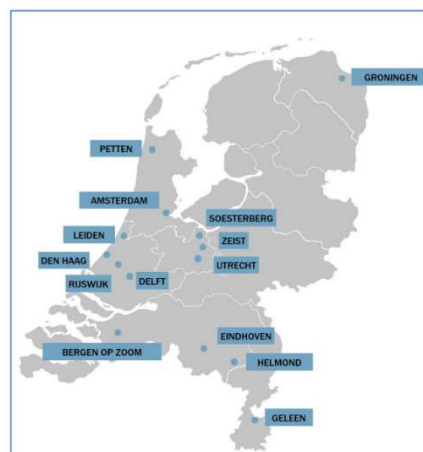 GRONINGEN
PETTEN
AMSTERDAM
SOESTERBERG
LEIDEN
ZEIST
DEN HAAG
UTRECHT
RIJSWIJK
DELFT
EINDHOVEN
BERGEN OP ZOOM
HELMOND
GELEEN